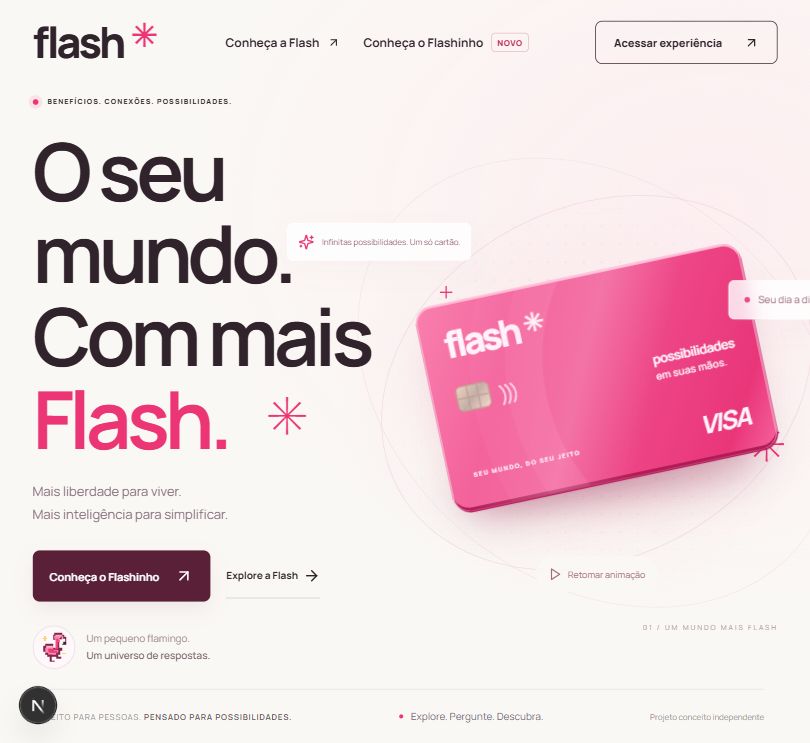 flash
Conheça a Flash
Conheça o Flashinho
NOVO
Acessar experiência
BENEFÍCIOS. CONEXÕES. POSSIBILIDADES.
O seu
mundo.
Com mais
Flash.
Infinitas possibilidades. Um só cartão.
Seu dia a di
flash
possibilidades
em suas mãos.
VISA
SEU MUNDO, DO SEU JEITO
Mais liberdade para viver.
Mais inteligência para simplificar.
Conheça o Flashinho
Explore a Flash
Retomar animação
Um pequeno flamingo.
Um universo de respostas.
01 / UM MUNDO MAIS FLASH
N
PARA PESSOAS. PENSADO PARA POSSIBILIDADES.
Explore. Pergunte. Descubra.
Projeto conceito independente